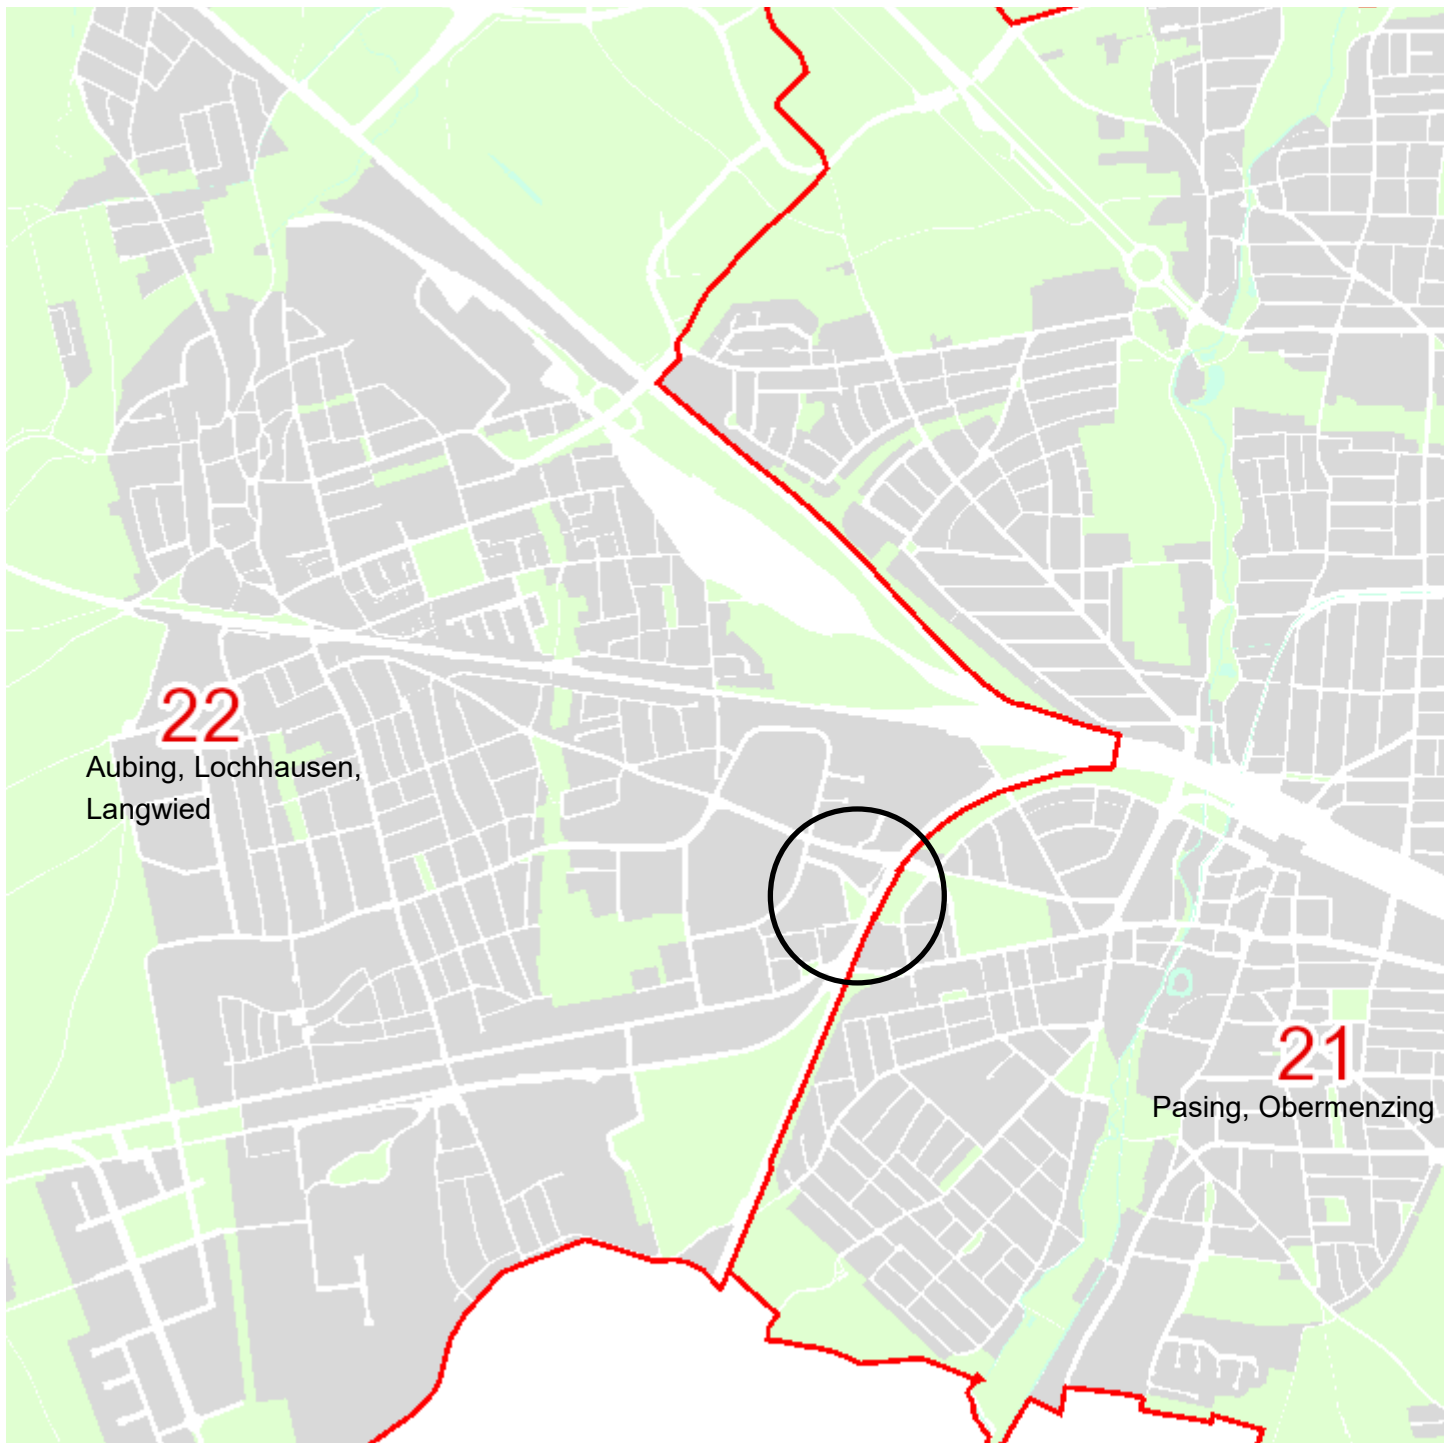 22
Aubing, Lochhausen,
Langwied
21
Pasing, Obermenzing